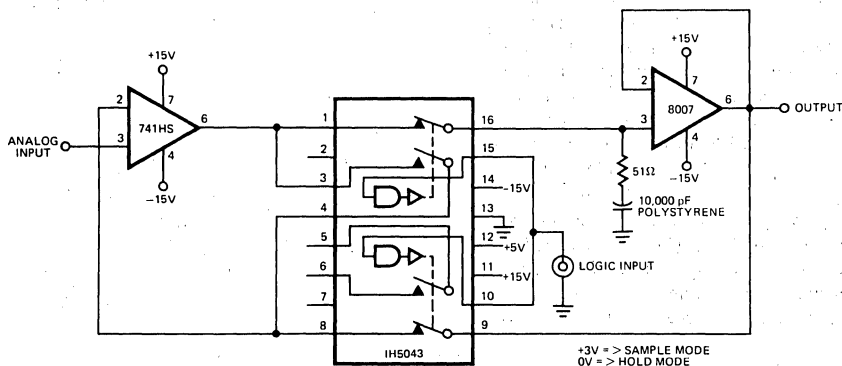 +15V
7
2
741HS
6
3
4
-15V
ANALOG
INPUT
1
2
3
4
5
6
7
8
16
15
14
-15V
13
12
+5V
11
+15V
10
9
IH5043
+15V
7
2
8007
6
3
4
-15V
OUTPUT
51Ω
10,000 pF
POLYSTYRENE
LOGIC INPUT
+3V = > SAMPLE MODE
0V = > HOLD MODE